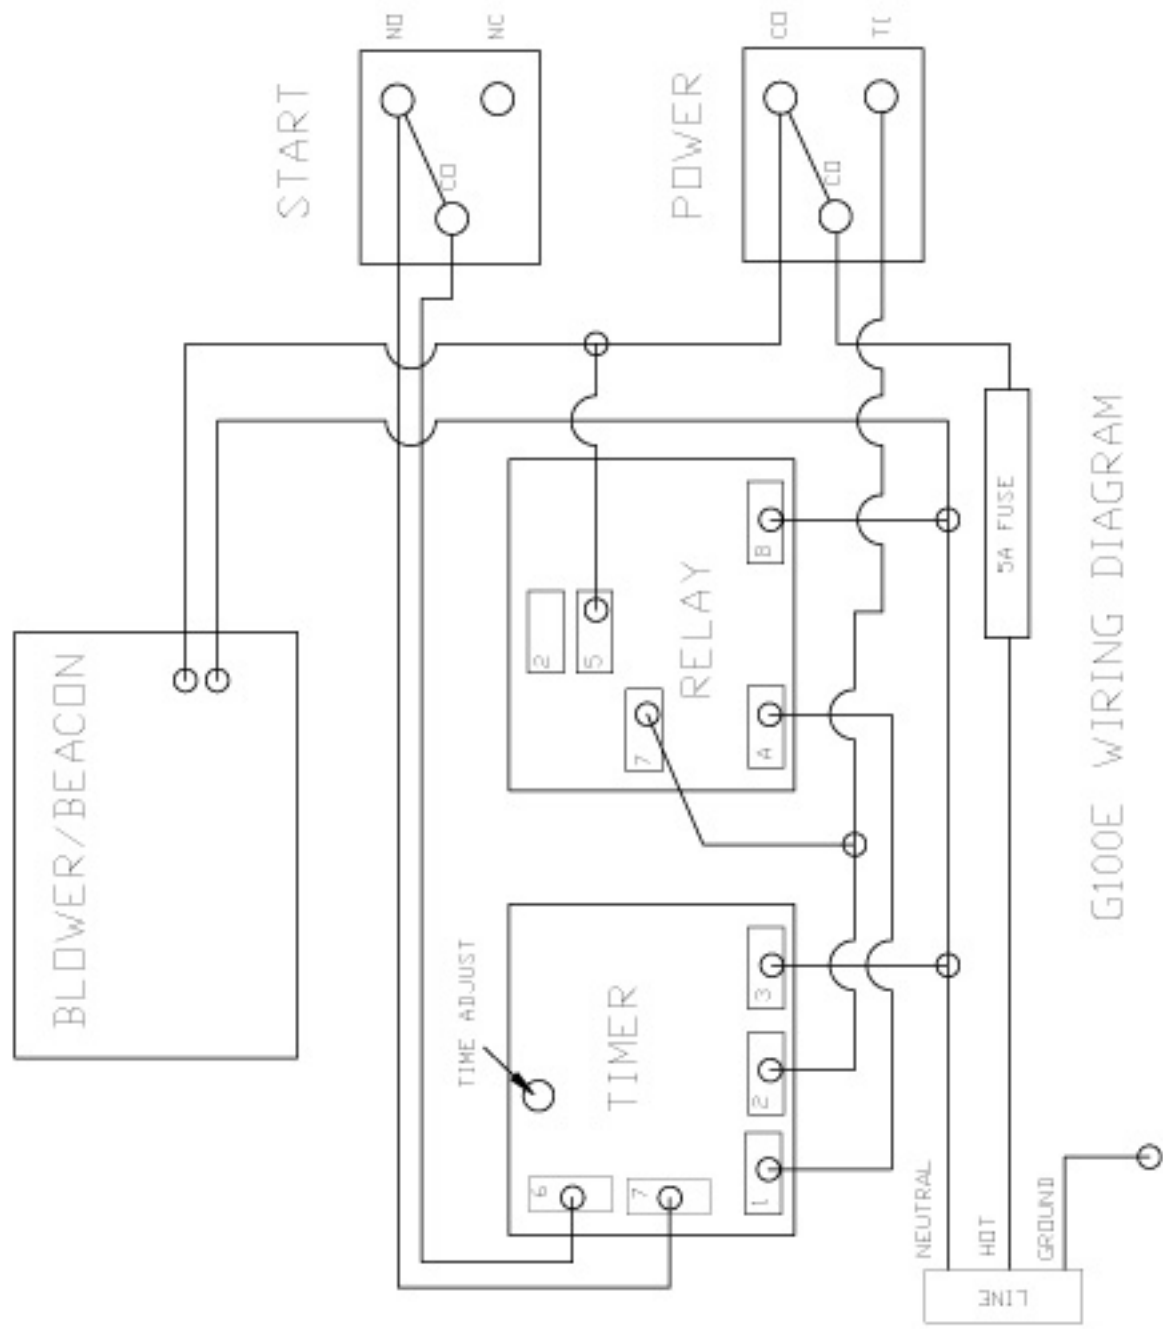 START
NO
NC
CO
POWER
CO
TI
CO
BLOWER/BEACON
RELAY
2
5
7
B
A
TIME ADJUST
TIMER
6
7
3
2
1
5A FUSE
NEUTRAL
HOT
GROUND
LINE
G100E WIRING DIAGRAM